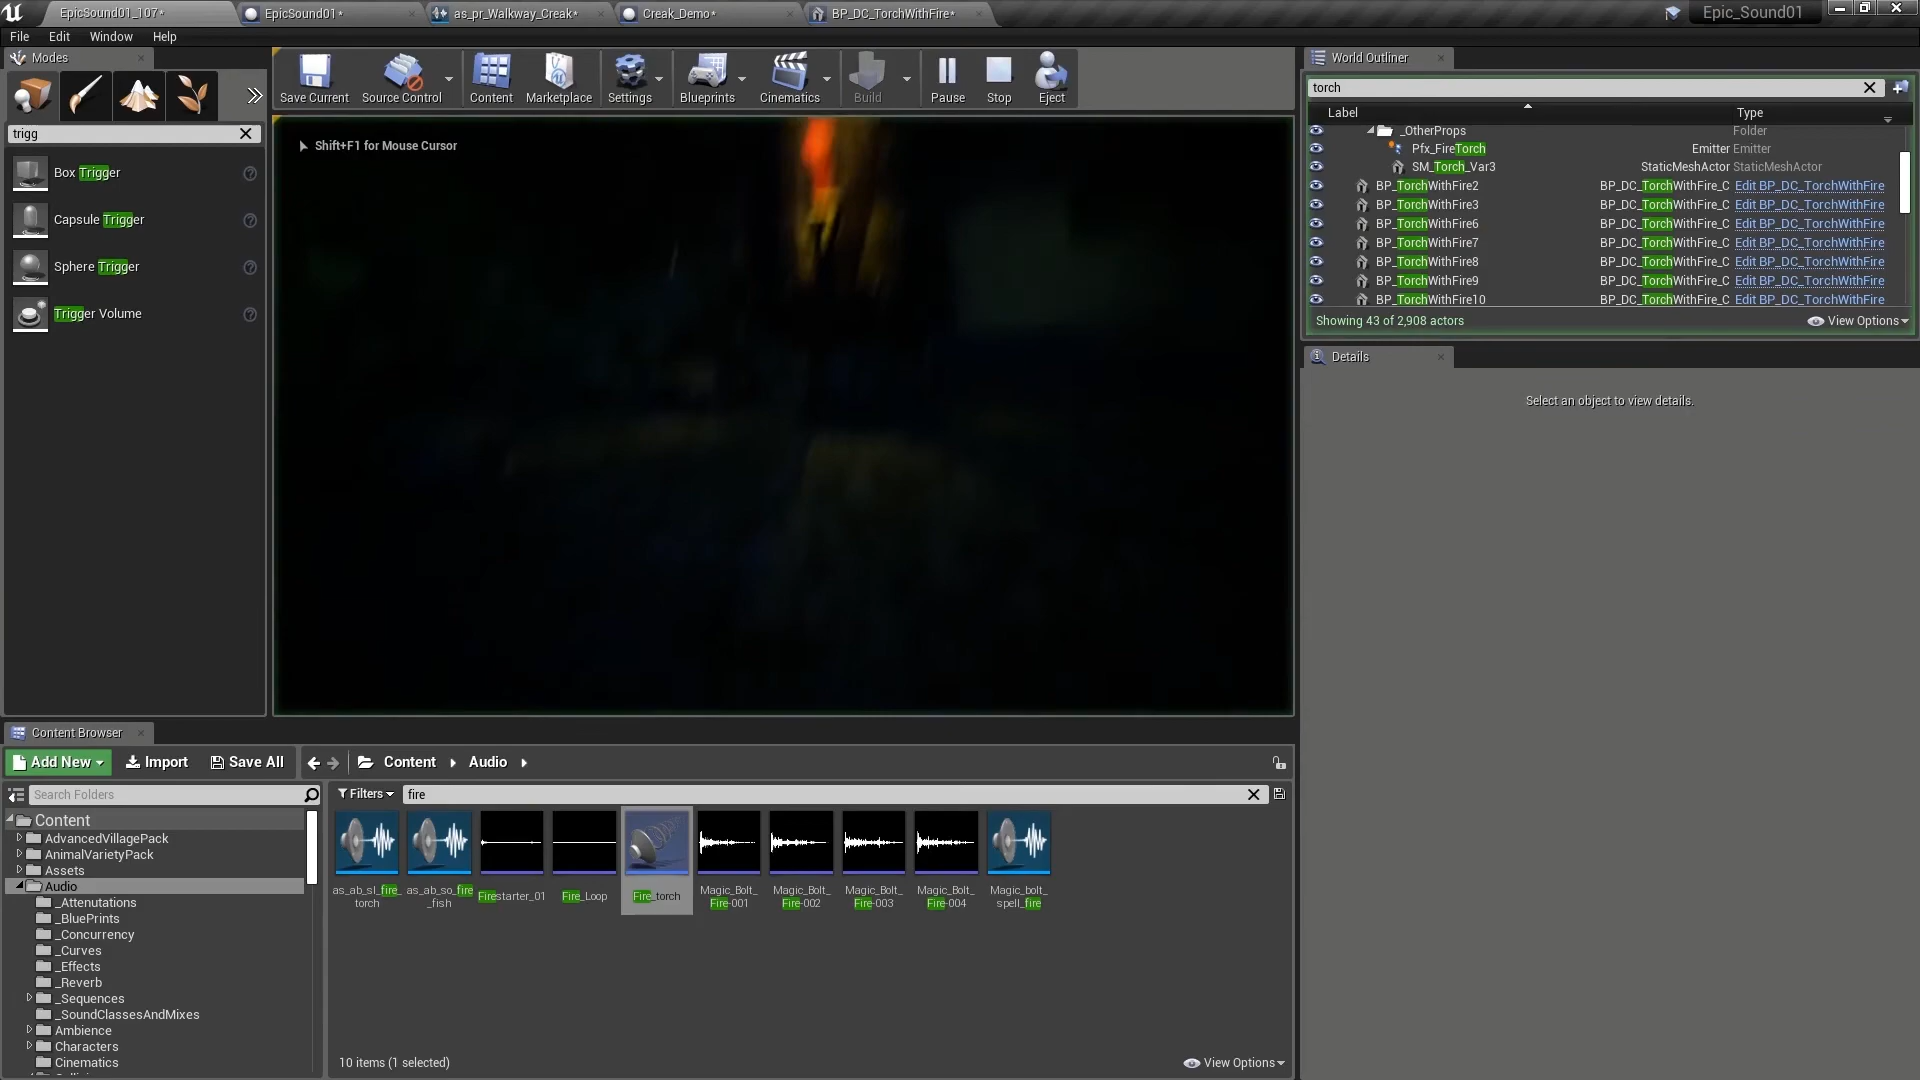 EpicSound01_107*
EpicSound01*
as_pr_Walkway_Creak*
Creak_Demo*
BP_DC_TorchWithFire*
Epic_Sound01
File Edit Window Help
Modes
trigg
Box Trigger
Capsule Trigger
Sphere Trigger
Trigger Volume
Save Current
Source Control
Content
Marketplace
Settings
Blueprints
Cinematics
Build
Pause
Stop
Eject
Shift+F1 for Mouse Cursor
World Outliner
torch
Label Type
_OtherProps Folder
Pfx_FireTorch Emitter Emitter
SM_Torch_Var3 StaticMeshActor StaticMeshActor
BP_TorchWithFire2 BP_DC_TorchWithFire_C Edit BP_DC_TorchWithFire
BP_TorchWithFire3 BP_DC_TorchWithFire_C Edit BP_DC_TorchWithFire
BP_TorchWithFire6 BP_DC_TorchWithFire_C Edit BP_DC_TorchWithFire
BP_TorchWithFire7 BP_DC_TorchWithFire_C Edit BP_DC_TorchWithFire
BP_TorchWithFire8 BP_DC_TorchWithFire_C Edit BP_DC_TorchWithFire
BP_TorchWithFire9 BP_DC_TorchWithFire_C Edit BP_DC_TorchWithFire
BP_TorchWithFire10 BP_DC_TorchWithFire_C Edit BP_DC_TorchWithFire
Showing 43 of 2,908 actors
View Options
Details
Select an object to view details.
Content Browser
Add New Import Save All Content Audio
Search Folders
Content
AdvancedVillagePack
AnimalVarietyPack
Assets
Audio
_Attenutations
_BluePrints
_Concurrency
_Curves
_Effects
_Reverb
_Sequences
_SoundClassesAndMixes
Ambience
Characters
Cinematics
Filters fire
as_ab_sl_fire_
torch
as_ab_so_fire
_fish
Firestarter_01
Fire_Loop
Fire_torch
Magic_Bolt_
Fire-001
Magic_Bolt_
Fire-002
Magic_Bolt_
Fire-003
Magic_Bolt_
Fire-004
Magic_bolt_
spell_fire
10 items (1 selected)
View Options